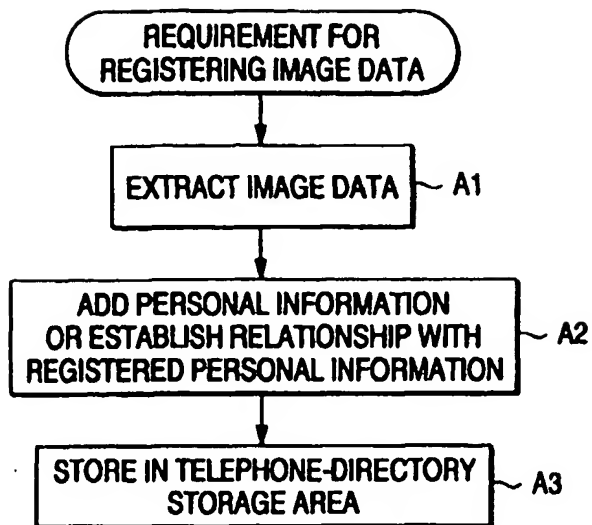 REQUIREMENT FOR
REGISTERING IMAGE DATA
EXTRACT IMAGE DATA
A1
ADD PERSONAL INFORMATION
OR ESTABLISH RELATIONSHIP WITH
REGISTERED PERSONAL INFORMATION
A2
STORE IN TELEPHONE-DIRECTORY
STORAGE AREA
A3